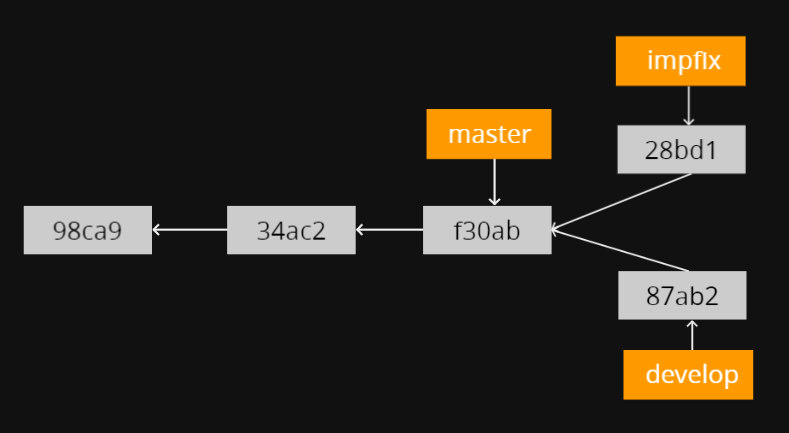 impfix
master
28bd1
98ca9
34ac2
f30ab
87ab2
develop